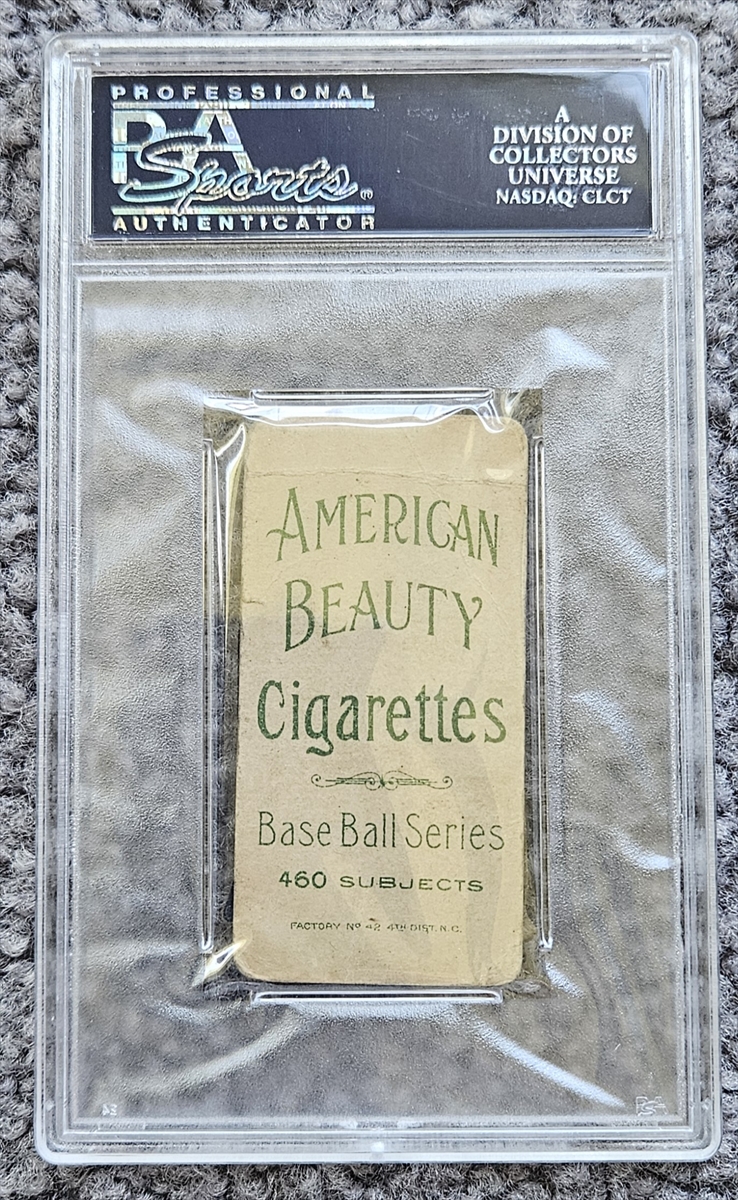 PROFESSIONAL
PSA
Sports®
AUTHENTICATOR
A
DIVISION OF
COLLECTORS
UNIVERSE
NASDAQ: CLCT
AMERICAN
BEAUTY
Cigarettes
Base Ball Series
460 SUBJECTS
FACTORY Nº 42 4TH DIST. N.C.